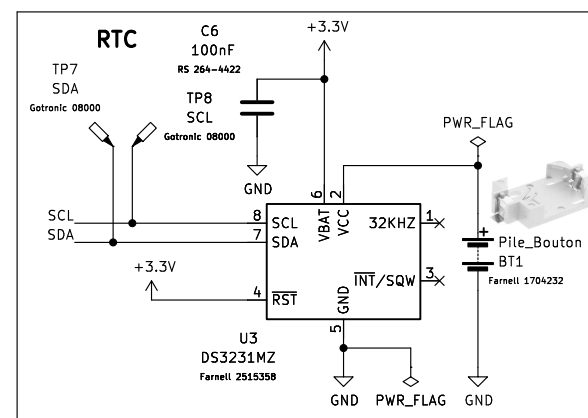 RTC
C6
100nF
RS 264-4422
+3.3V
TP7
SDA
Gotronic 08000
TP8
SCL
Gotronic 08000
GND
PWR_FLAG
6
2
VBAT
VCC
SCL
8
SCL
SDA
7
SDA
32KHZ
1
+3.3V
4
RST
INT/SQW
3
GND
5
+
Pile_Bouton
BT1
Farnell 1704232
U3
DS3231MZ
Farnell 2515358
GND
PWR_FLAG
GND